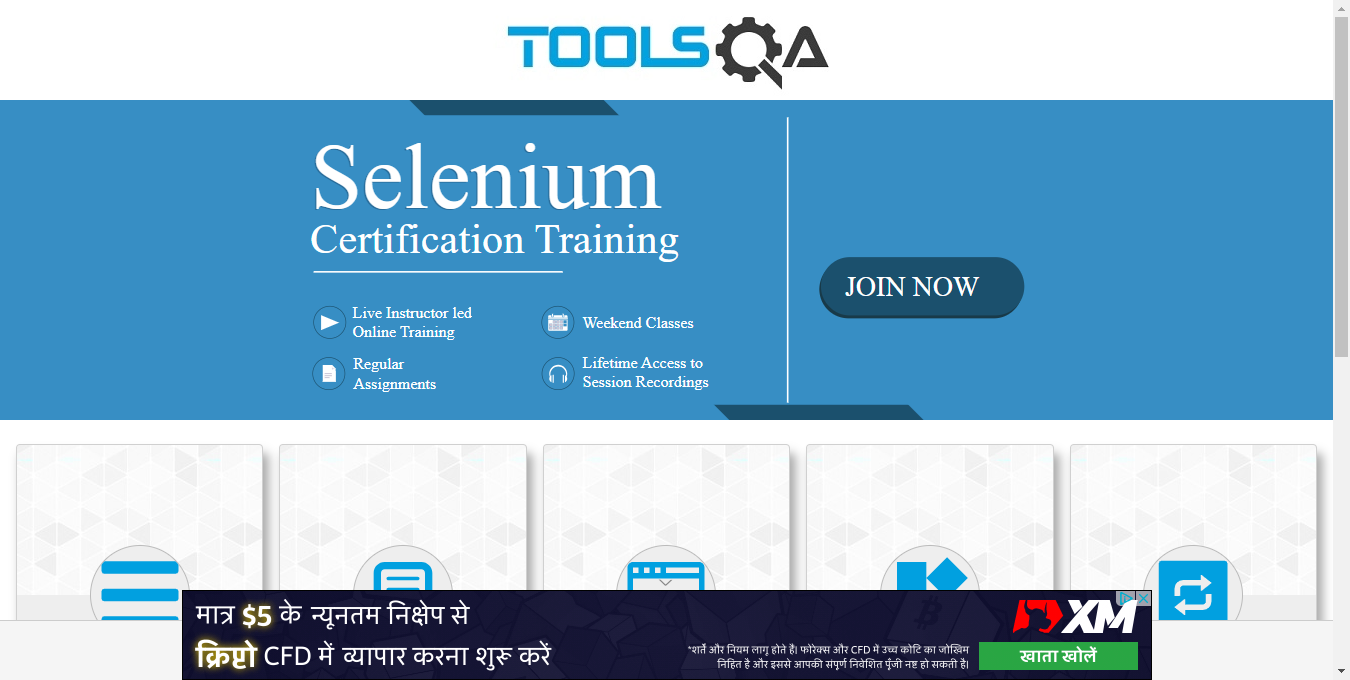 TOOLSQA
Selenium
Certification Training
JOIN NOW
Live Instructor led
Online Training
Weekend Classes
Regular
Assignments
Lifetime Access to
Session Recordings
मात्र $5 के न्यूनतम निक्षेप से
क्रिप्टो CFD में व्यापार करना शुरू करें
*शर्तें और नियम लागू होते हैं। फोरेक्स और CFD में उच्च कोटि का जोखिम
निहित है और इससे आपकी संपूर्ण निवेशित पूँजी नष्ट हो सकती है।
XM
खाता खोलें